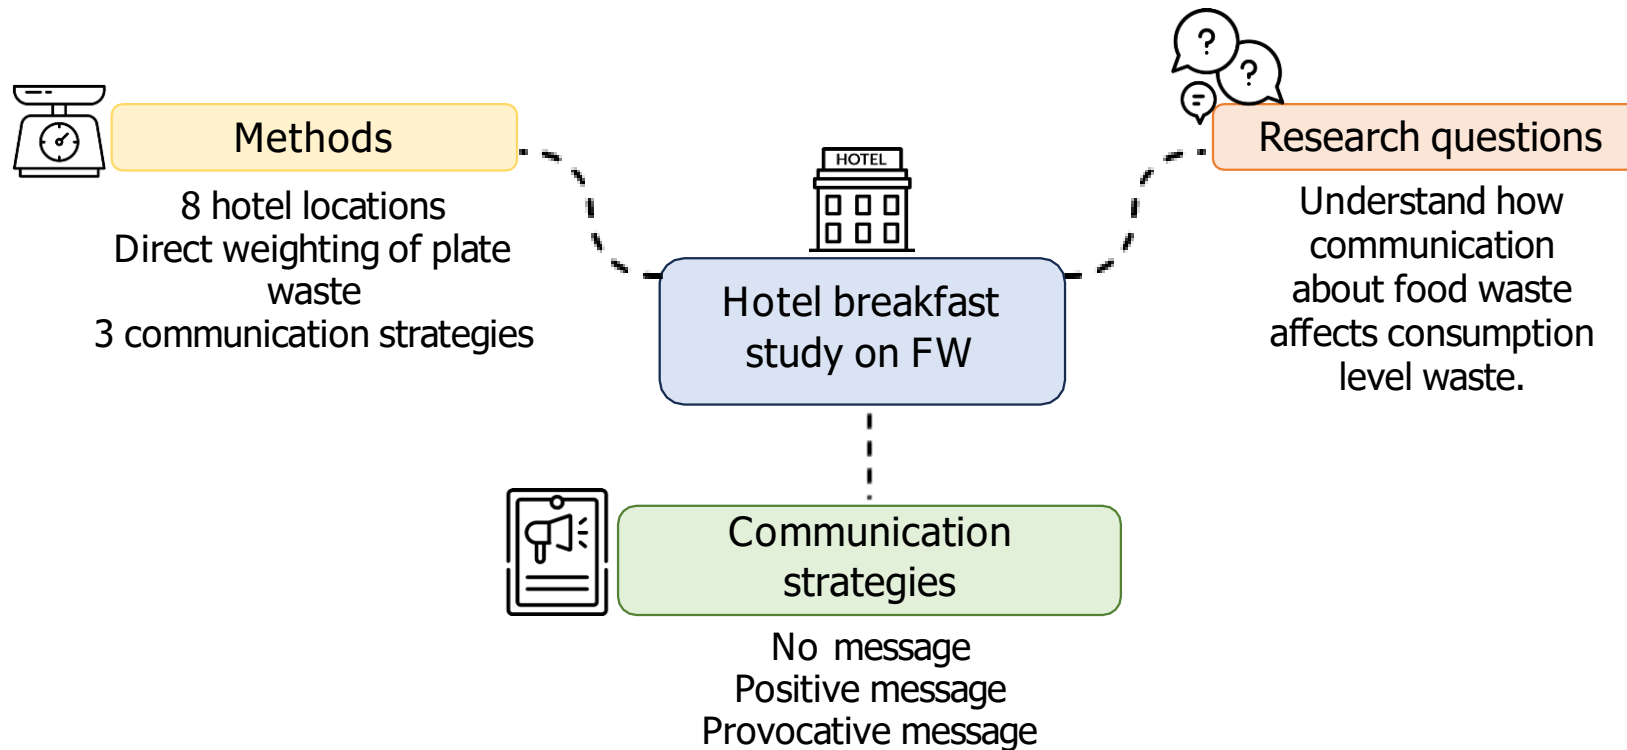 Methods
8 hotel locations
Direct weighting of plate
waste
3 communication strategies
HOTEL
Hotel breakfast
study on FW
?
?
Research questions
Understand how
communication
about food waste
affects consumption
level waste.
Communication
strategies
No message
Positive message
Provocative message